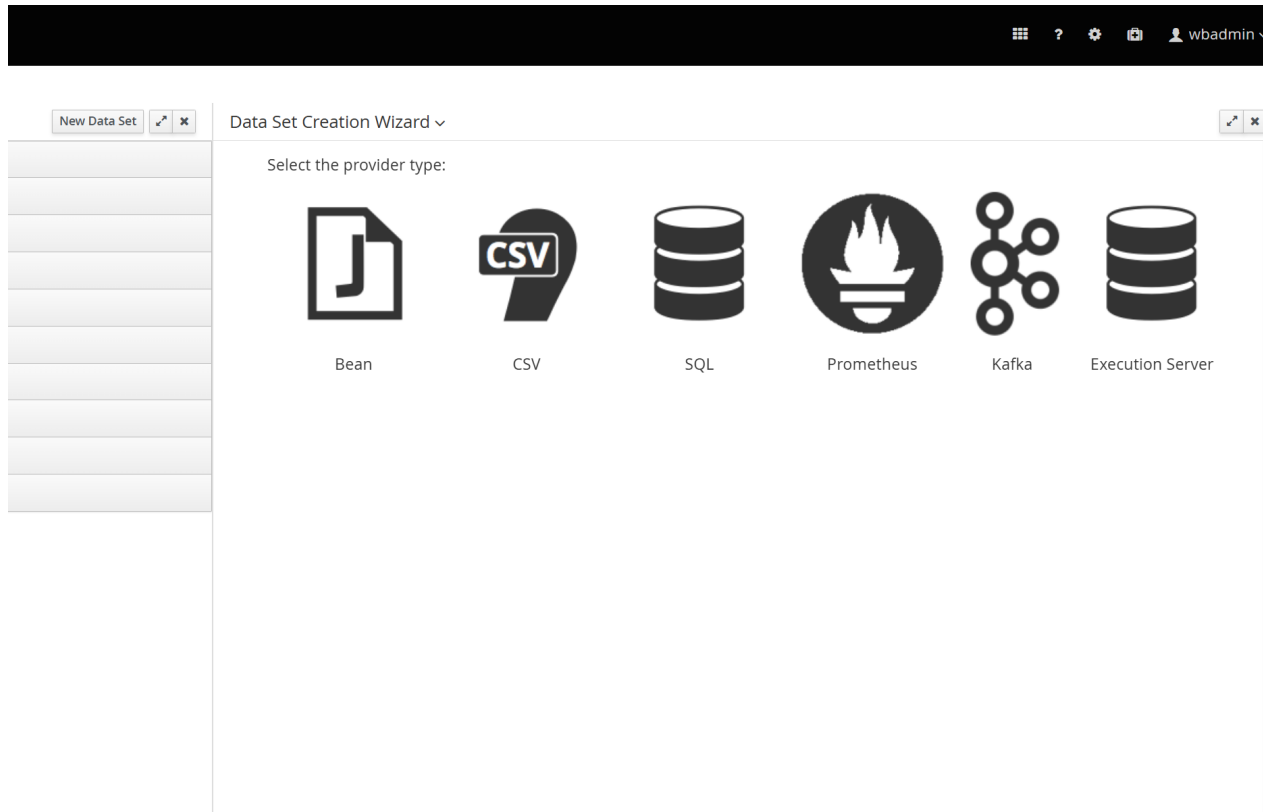 ? wbadmin
New Data Set Data Set Creation Wizard
Select the provider type:
J CSV
Bean CSV SQL Prometheus Kafka Execution Server